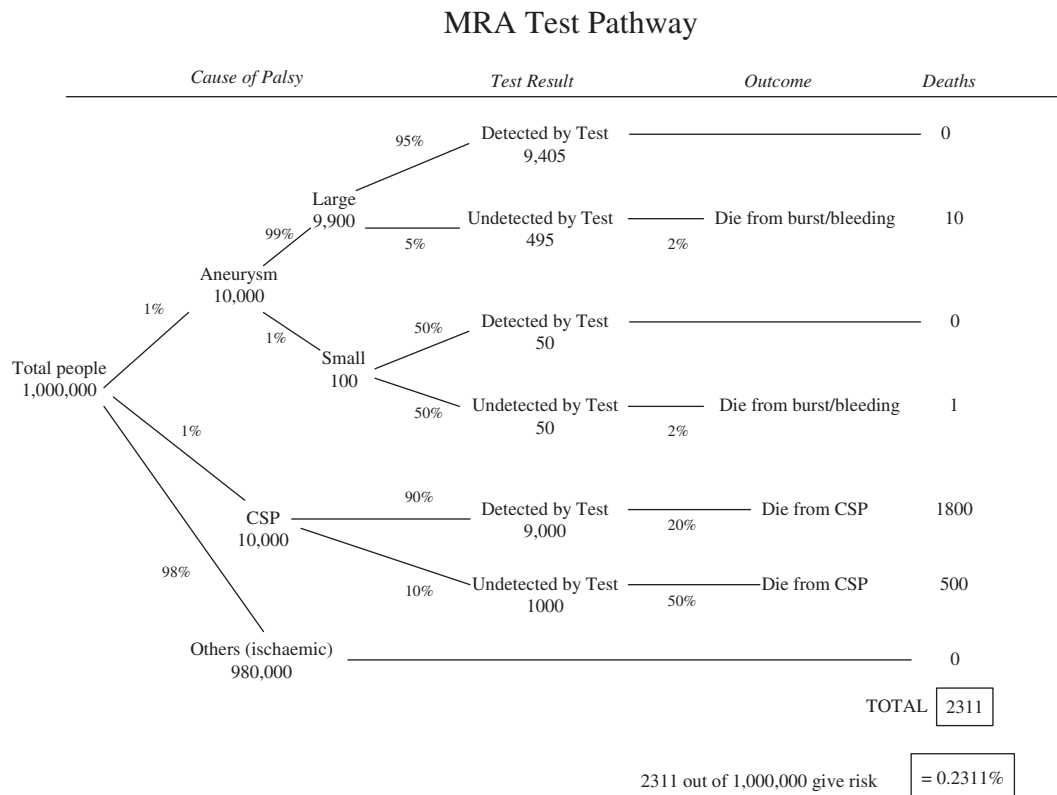 MRA Test Pathway
Cause of Palsy Test Result Outcome Deaths
95% Detected by Test 0
9,405
Large
9,900
99% 5% Undetected by Test 2% Die from burst/bleeding 10
495
Aneurysm
10,000
1%
1% 50% Detected by Test 0
50
Small
100
Total people
1,000,000
50% Undetected by Test 2% Die from burst/bleeding 1
50
1%
90% Detected by Test 20% Die from CSP 1800
9,000
CSP
10,000
98%
10% Undetected by Test 50% Die from CSP 500
1000
Others (ischaemic) 0
980,000
TOTAL 2311
2311 out of 1,000,000 give risk = 0.2311%